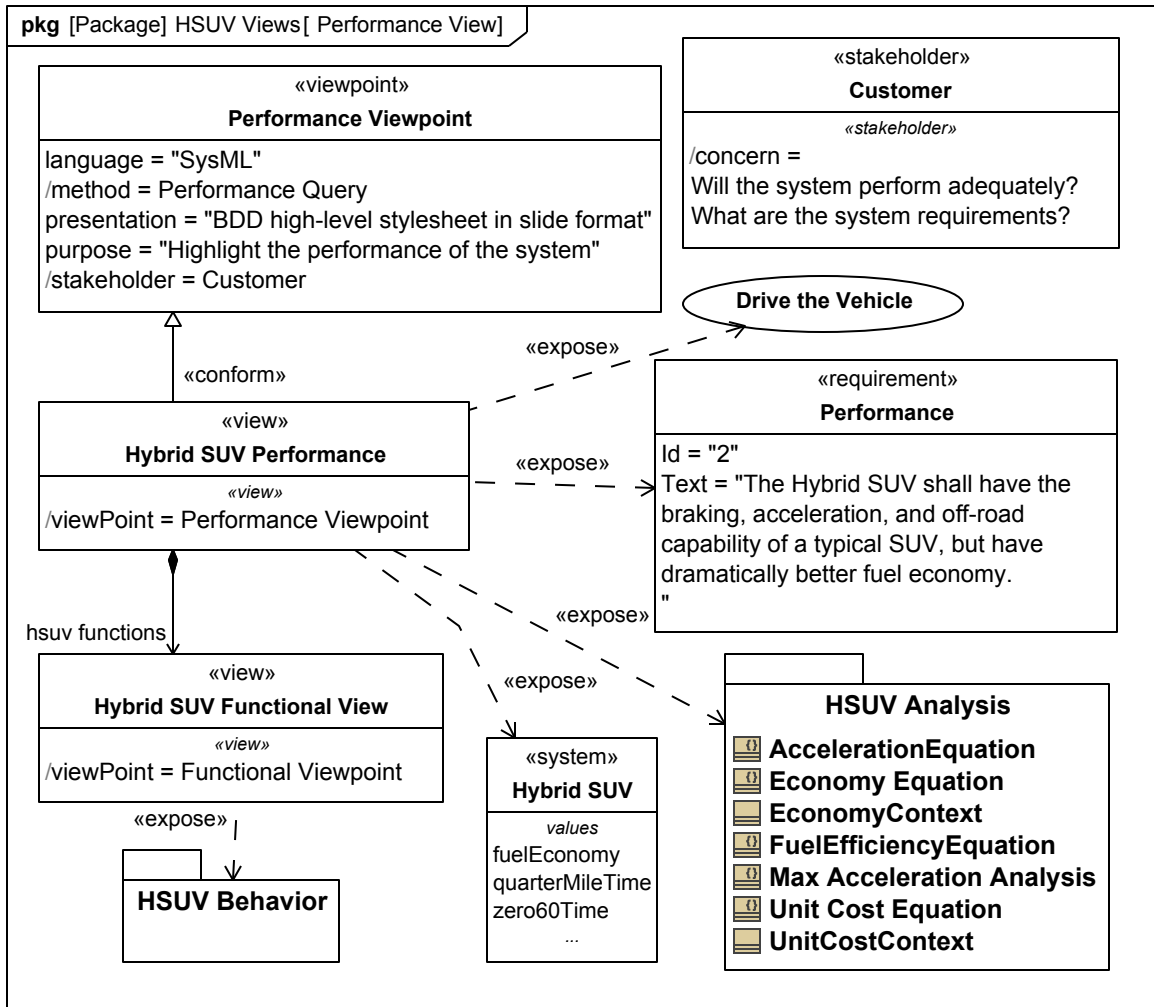 pkg [Package] HSUV Views[ Performance View]
«viewpoint»
Performance Viewpoint
language = "SysML"
/method = Performance Query
presentation = "BDD high-level stylesheet in slide format"
purpose = "Highlight the performance of the system"
/stakeholder = Customer
«stakeholder»
Customer
«stakeholder»
/concern =
Will the system perform adequately?
What are the system requirements?
Drive the Vehicle
«expose»
«conform»
«view»
Hybrid SUV Performance
«view»
/viewPoint = Performance Viewpoint
«expose»
«requirement»
Performance
Id = "2"
Text = "The Hybrid SUV shall have the
braking, acceleration, and off-road
capability of a typical SUV, but have
dramatically better fuel economy.
"
«expose»
hsuv functions
«view»
Hybrid SUV Functional View
«view»
/viewPoint = Functional Viewpoint
«expose»
«expose»
HSUV Behavior
«system»
Hybrid SUV
values
fuelEconomy
quarterMileTime
zero60Time
...
HSUV Analysis
{} AccelerationEquation
{} Economy Equation
EconomyContext
{} FuelEfficiencyEquation
{} Max Acceleration Analysis
{} Unit Cost Equation
UnitCostContext